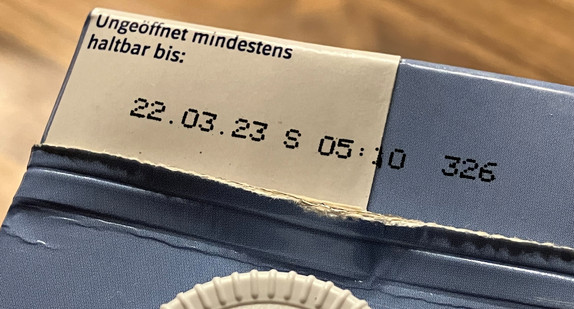 Ungeöffnet mindestens
haltbar bis:
22.03.23 S 05:10 326